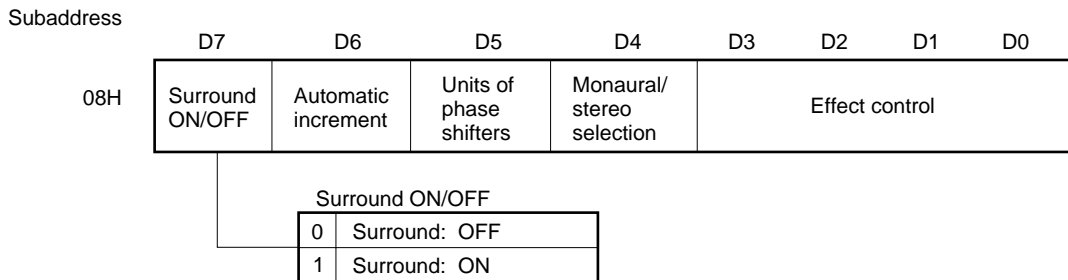 Subaddress
D7 D6 D5 D4 D3 D2 D1 D0
08H
Surround
ON/OFF
Automatic
increment
Units of
phase
shifters
Monaural/
stereo
selection
Effect control
Surround ON/OFF
0 Surround: OFF
1 Surround: ON